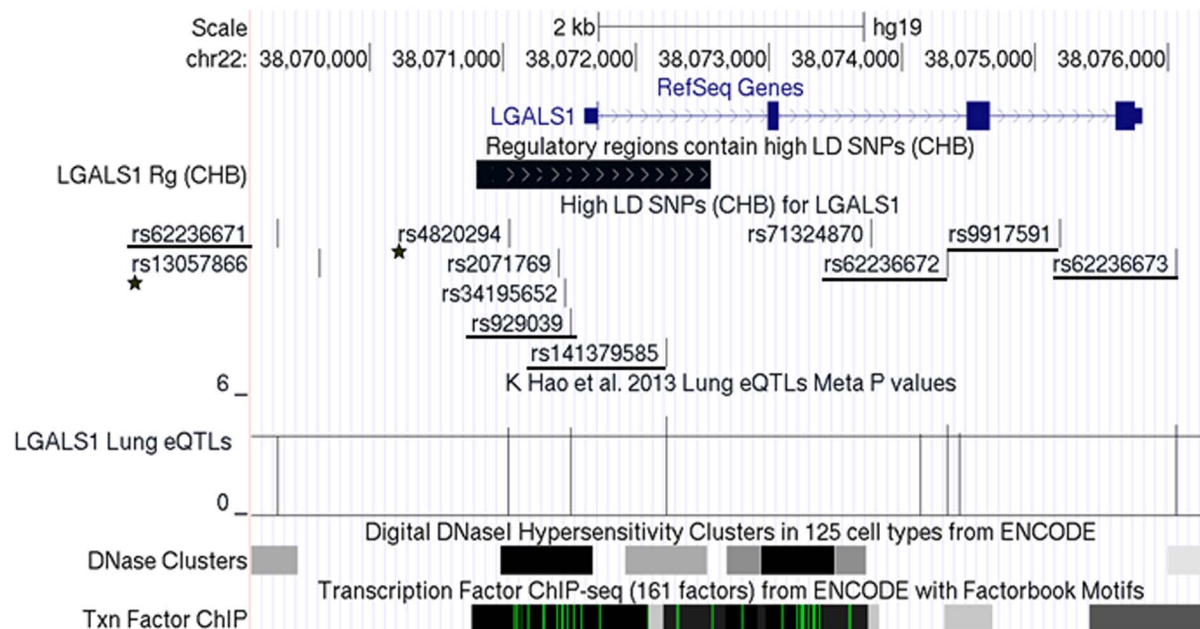 Scale 2 kb hg19
chr22: 38,070,000 38,071,000 38,072,000 38,073,000 38,074,000 38,075,000 38,076,000
RefSeq Genes
LGALS1
Regulatory regions contain high LD SNPs (CHB)
LGALS1 Rg (CHB)
High LD SNPs (CHB) for LGALS1
rs62236671 rs4820294 rs71324870 rs9917591
rs13057866 rs2071769 rs62236672 rs62236673
rs34195652
rs929039
rs141379585
K Hao et al. 2013 Lung eQTLs Meta P values
6
LGALS1 Lung eQTLs
0
Digital DNaseI Hypersensitivity Clusters in 125 cell types from ENCODE
DNase Clusters
Transcription Factor ChIP-seq (161 factors) from ENCODE with Factorbook Motifs
Txn Factor ChIP